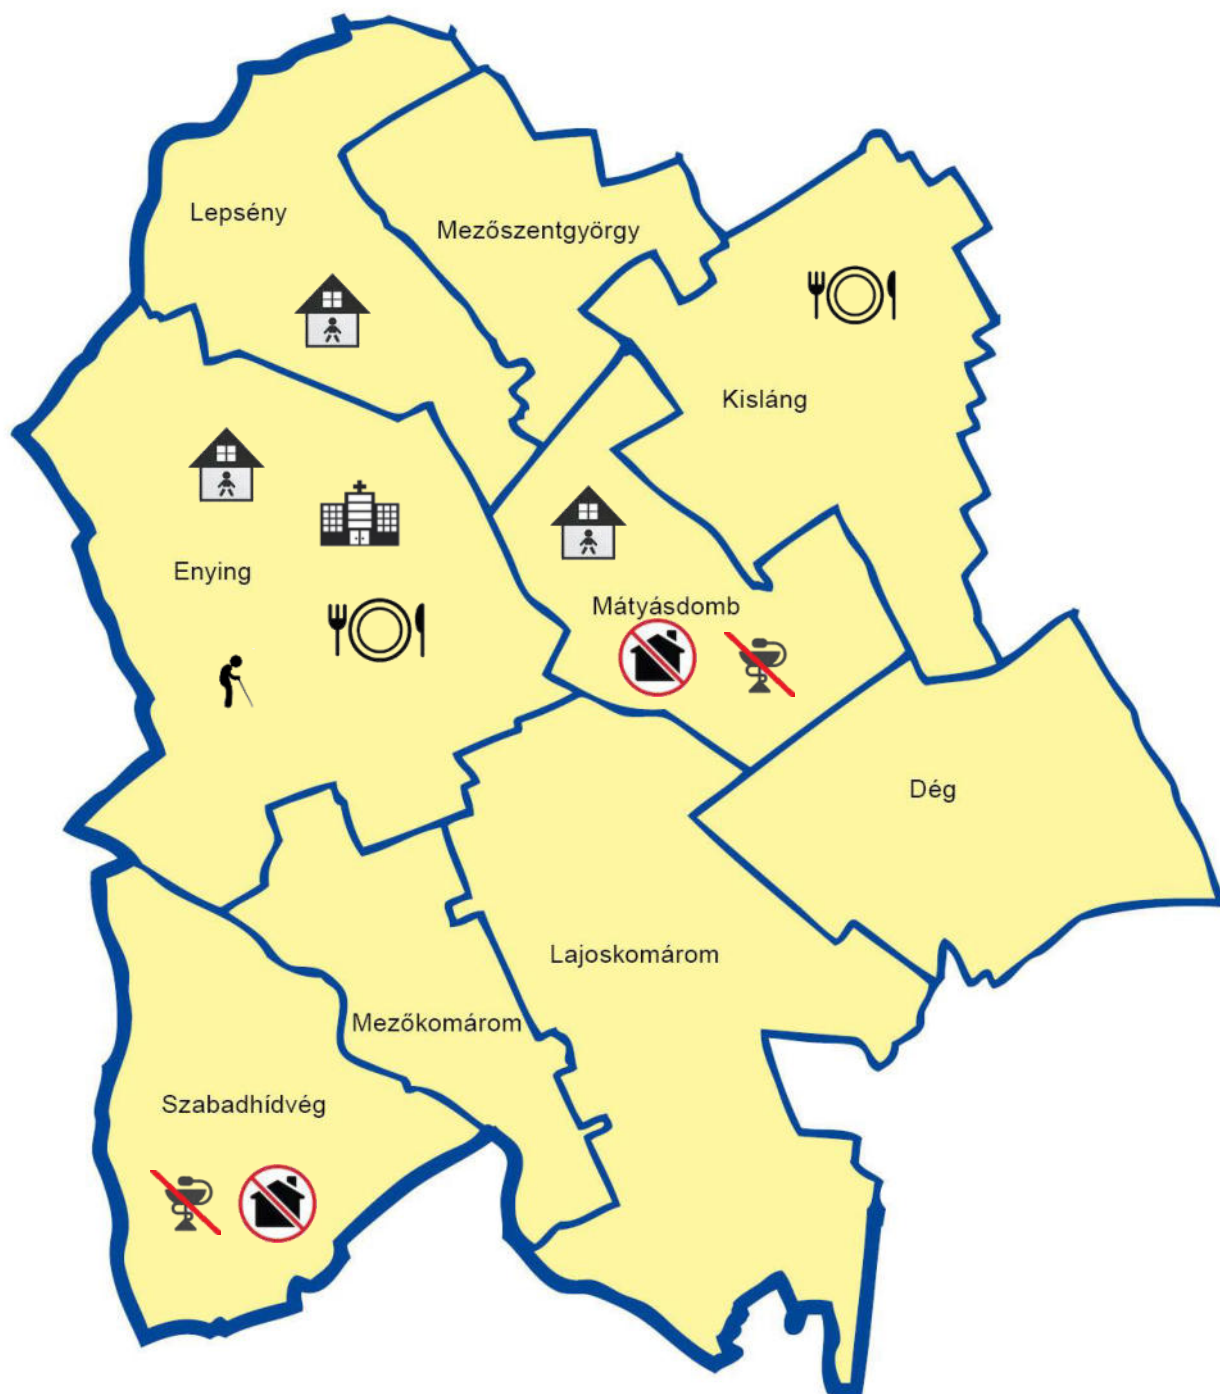 Lepsény
Mezőszentgyörgy
Kisláng
Enying
Mátyásdomb
Dég
Lajoskomárom
Mezőkomárom
Szabadhídvég